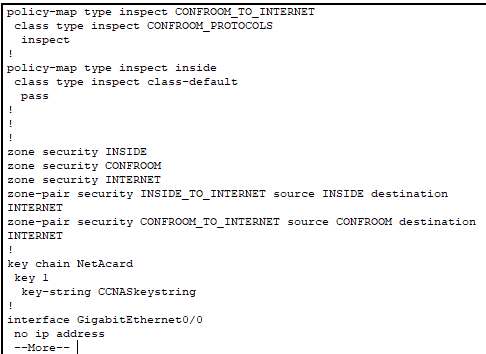 policy-map type inspect CONFROOM_TO_INTERNET
 class type inspect CONFROOM_PROTOCOLS
  inspect
!
policy-map type inspect inside
 class type inspect class-default
  pass
!
!
!
zone security INSIDE
zone security CONFROOM
zone security INTERNET
zone-pair security INSIDE_TO_INTERNET source INSIDE destination
INTERNET
zone-pair security CONFROOM_TO_INTERNET source CONFROOM destination
INTERNET
!
key chain NetAcard
 key 1
  key-string CCNASkeystring
!
interface GigabitEthernet0/0
 no ip address
 --More--